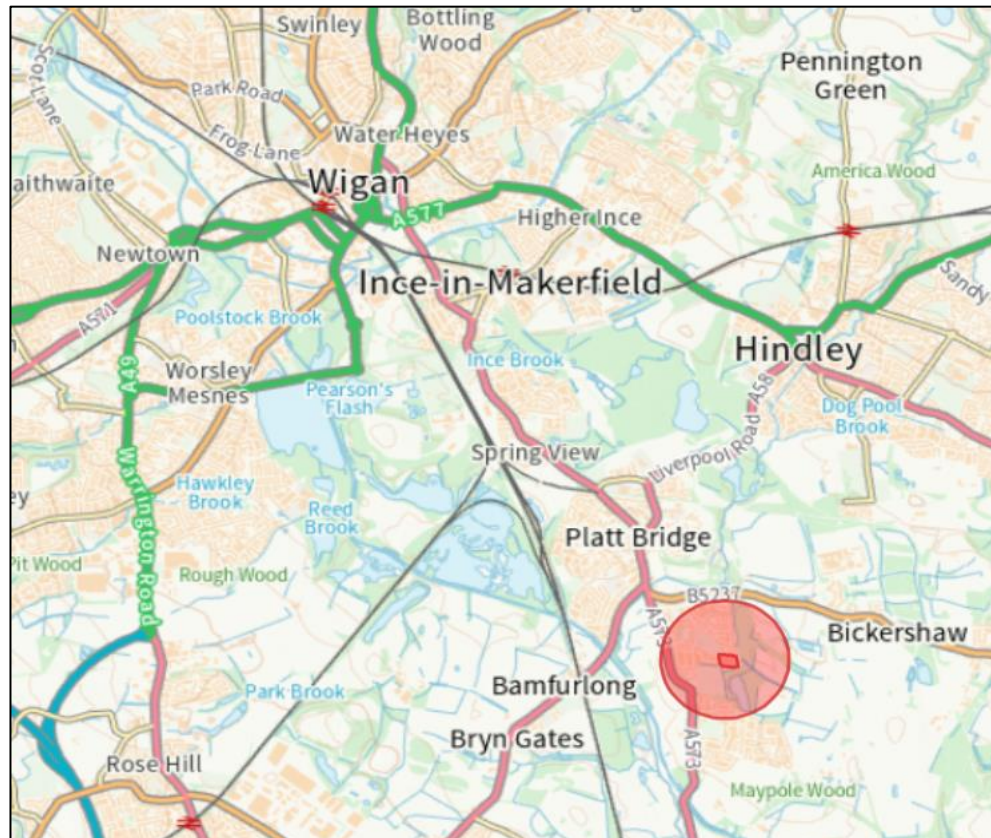 Swinley
Bottling
Wood
Scot Lane
Park Road
Pennington
Green
Water Heyes
Frog Lane
America Wood
Wigan
A577
Higher Ince
Newtown
Ince-in-Makerfield
Sandy
A571
Poolstock Brook
Hindley
A49
Worsley
Mesnes
Pearson's
Flash
Ince Brook
A58
Dog Pool
Brook
Spring View
Liverpool Road
Hawkley
Brook
Reed
Brook
Warrington Road
Platt Bridge
Pit Wood
Rough Wood
B5237
A573
Bickershaw
Park Brook
Bamfurlong
Bryn Gates
A573
Rose Hill
Maypole Wood